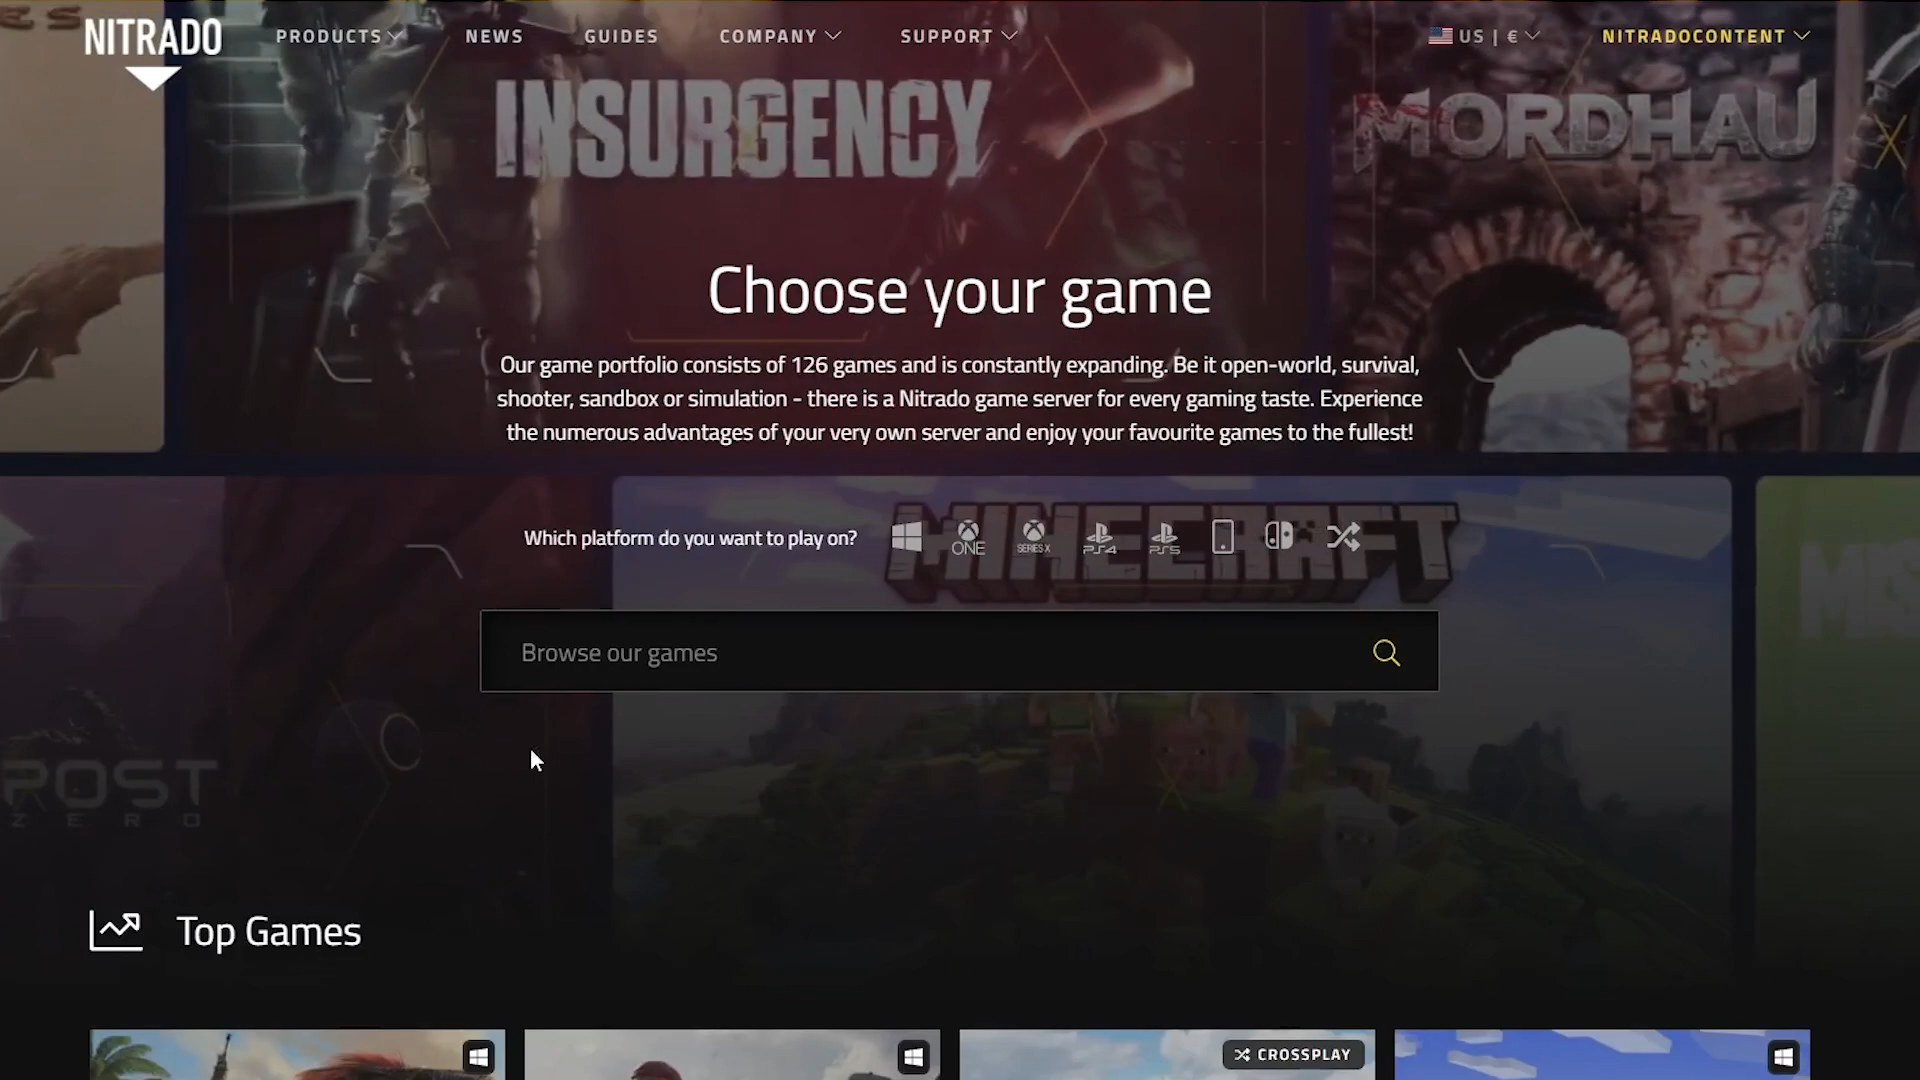 NITRADO
PRODUCTS
NEWS
GUIDES
COMPANY
SUPPORT
US | €
NITRADOCONTENT
INSURGENCY
MORDHAU
Choose your game
Our game portfolio consists of 126 games and is constantly expanding. Be it open-world, survival,
shooter, sandbox or simulation - there is a Nitrado game server for every gaming taste. Experience
the numerous advantages of your very own server and enjoy your favourite games to the fullest!
Which platform do you want to play on?
ONE
SERIES X
PS4
PS5
MINECRAFT
Browse our games
POST
ZERO
Top Games
CROSSPLAY